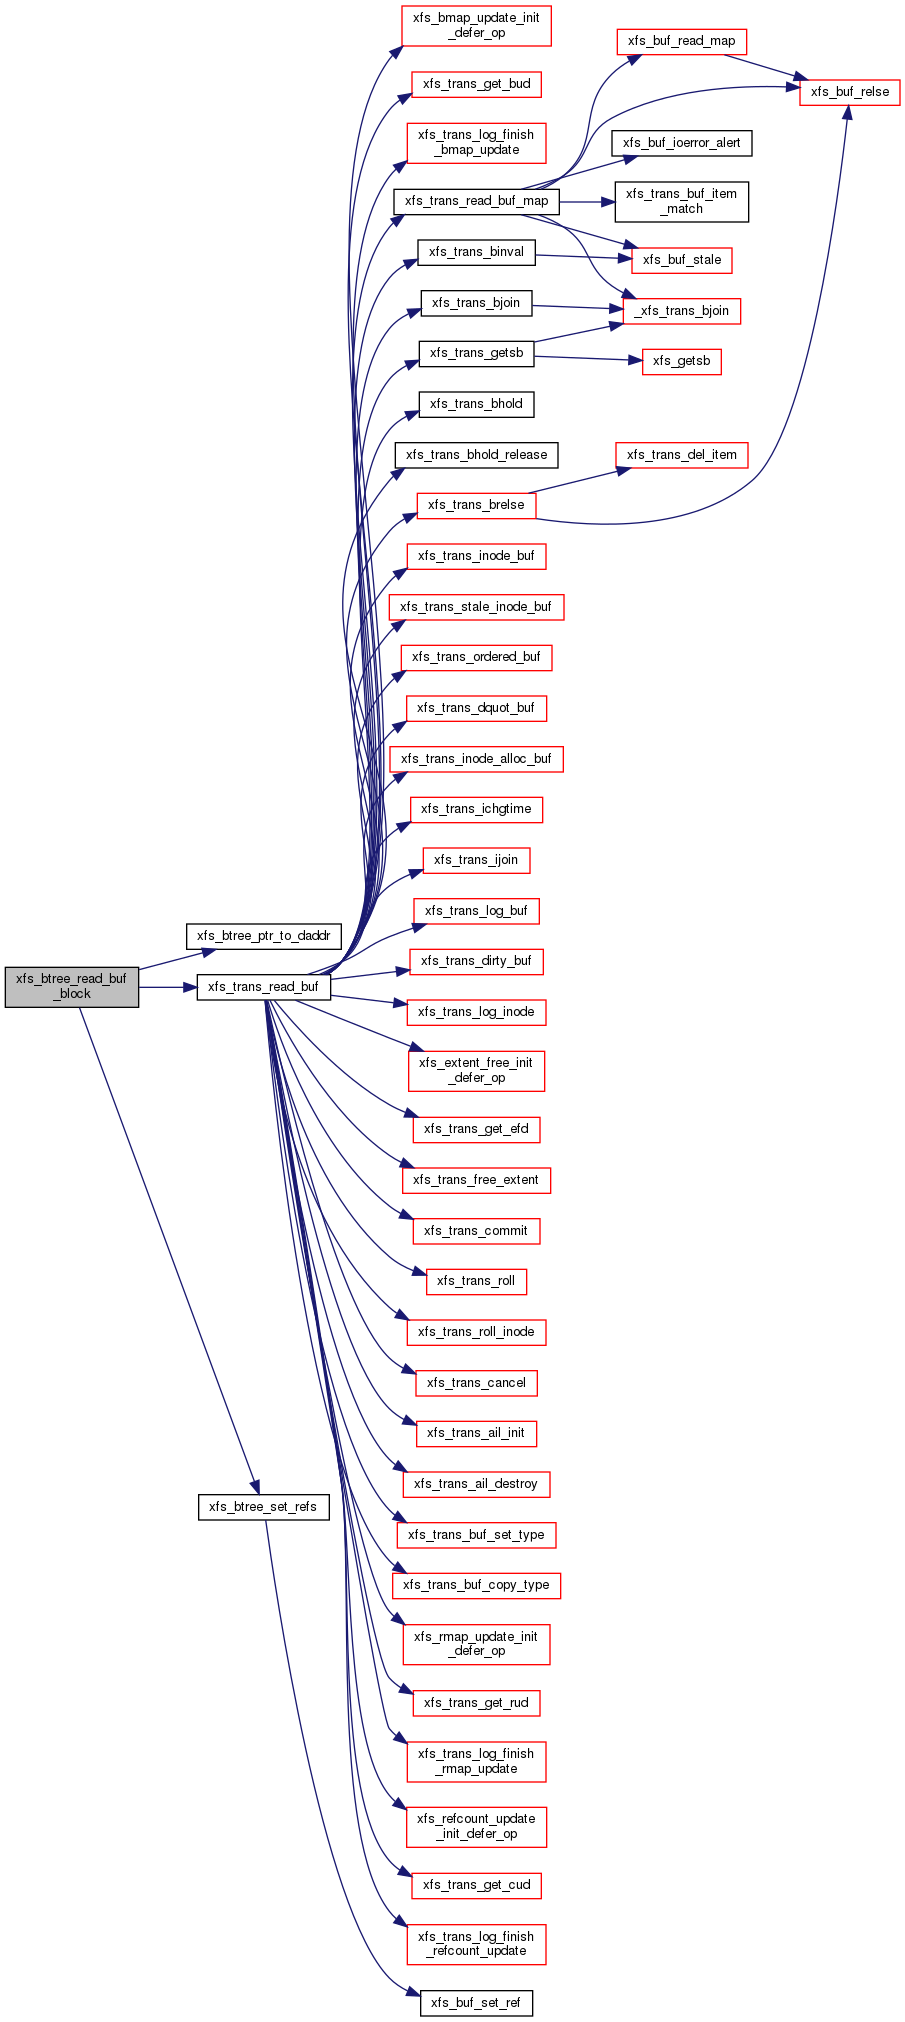 xfs_btree_read_buf
_block
xfs_btree_ptr_to_daddr
xfs_trans_read_buf
xfs_btree_set_refs
xfs_bmap_update_init
_defer_op
xfs_trans_get_bud
xfs_trans_log_finish
_bmap_update
xfs_trans_read_buf_map
xfs_trans_binval
xfs_trans_bjoin
xfs_trans_getsb
xfs_trans_bhold
xfs_trans_bhold_release
xfs_trans_brelse
xfs_trans_inode_buf
xfs_trans_stale_inode_buf
xfs_trans_ordered_buf
xfs_trans_dquot_buf
xfs_trans_inode_alloc_buf
xfs_trans_ichgtime
xfs_trans_ijoin
xfs_trans_log_buf
xfs_trans_dirty_buf
xfs_trans_log_inode
xfs_extent_free_init
_defer_op
xfs_trans_get_efd
xfs_trans_free_extent
xfs_trans_commit
xfs_trans_roll
xfs_trans_roll_inode
xfs_trans_cancel
xfs_trans_ail_init
xfs_trans_ail_destroy
xfs_trans_buf_set_type
xfs_trans_buf_copy_type
xfs_rmap_update_init
_defer_op
xfs_trans_get_rud
xfs_trans_log_finish
_rmap_update
xfs_refcount_update
_init_defer_op
xfs_trans_get_cud
xfs_trans_log_finish
_refcount_update
xfs_buf_set_ref
xfs_buf_read_map
xfs_buf_ioerror_alert
xfs_trans_buf_item
_match
xfs_buf_stale
_xfs_trans_bjoin
xfs_getsb
xfs_trans_del_item
xfs_buf_relse